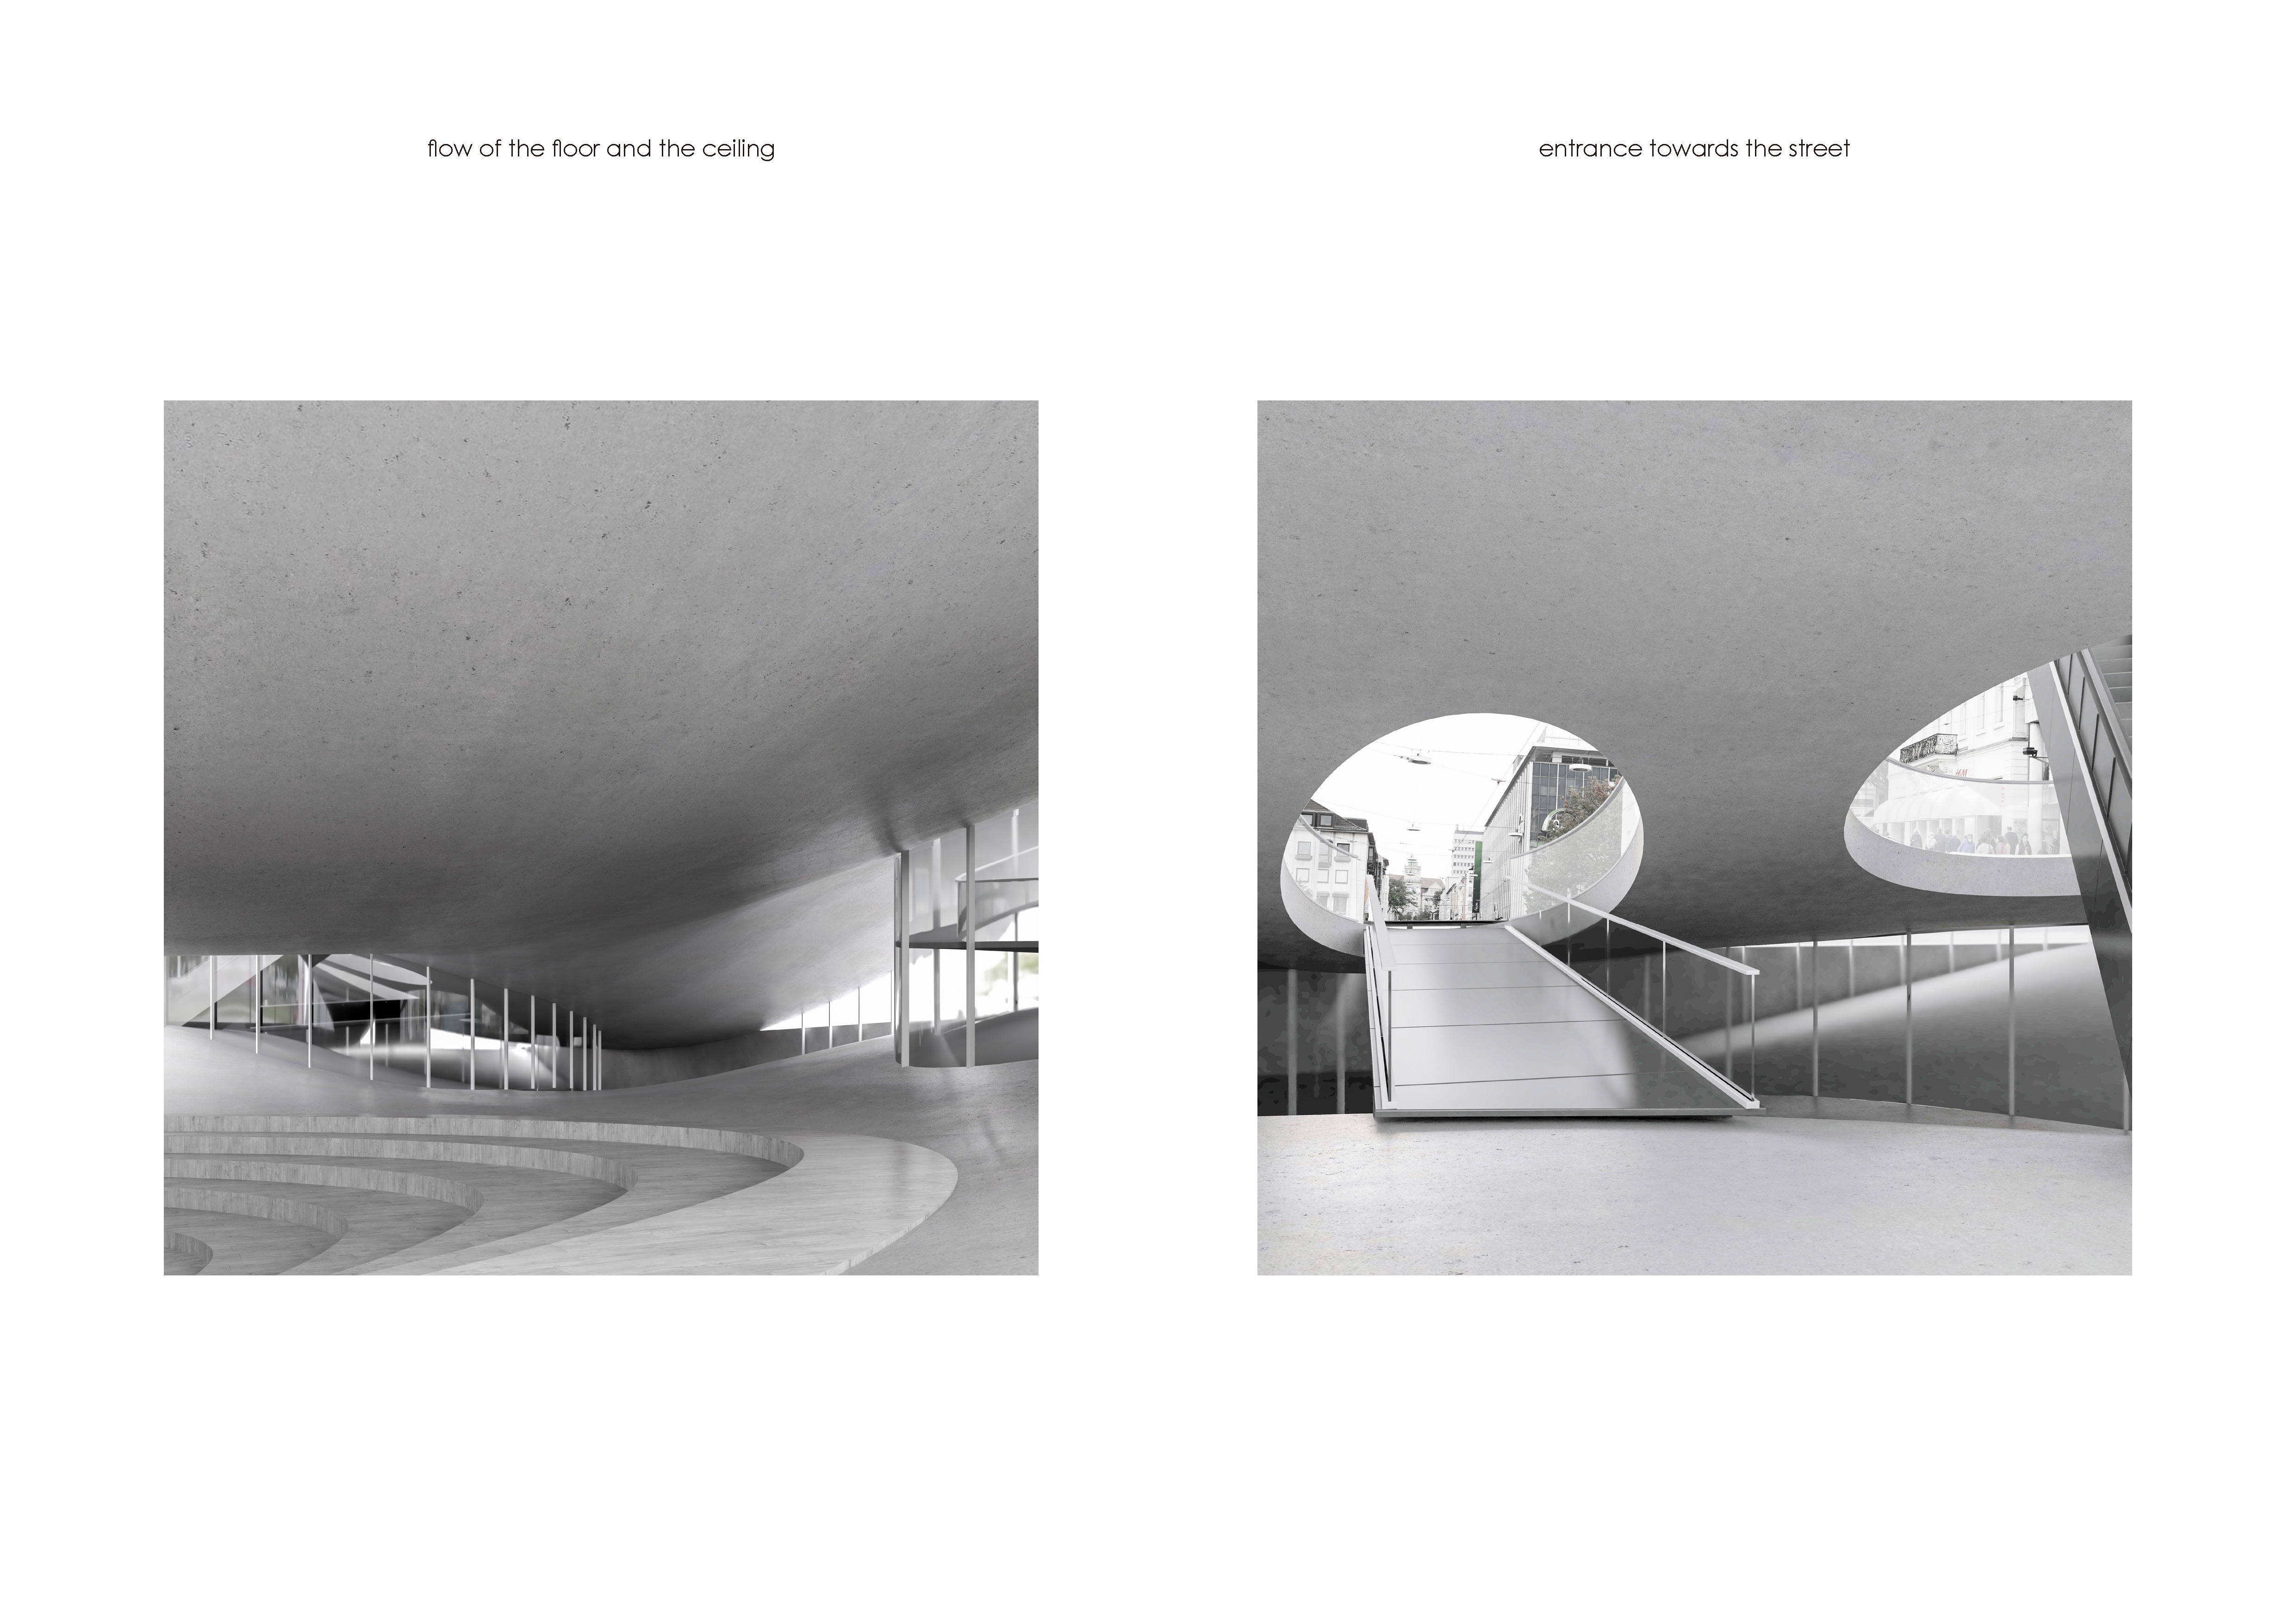 flow of the floor and the ceiling
entrance towards the street
H&M